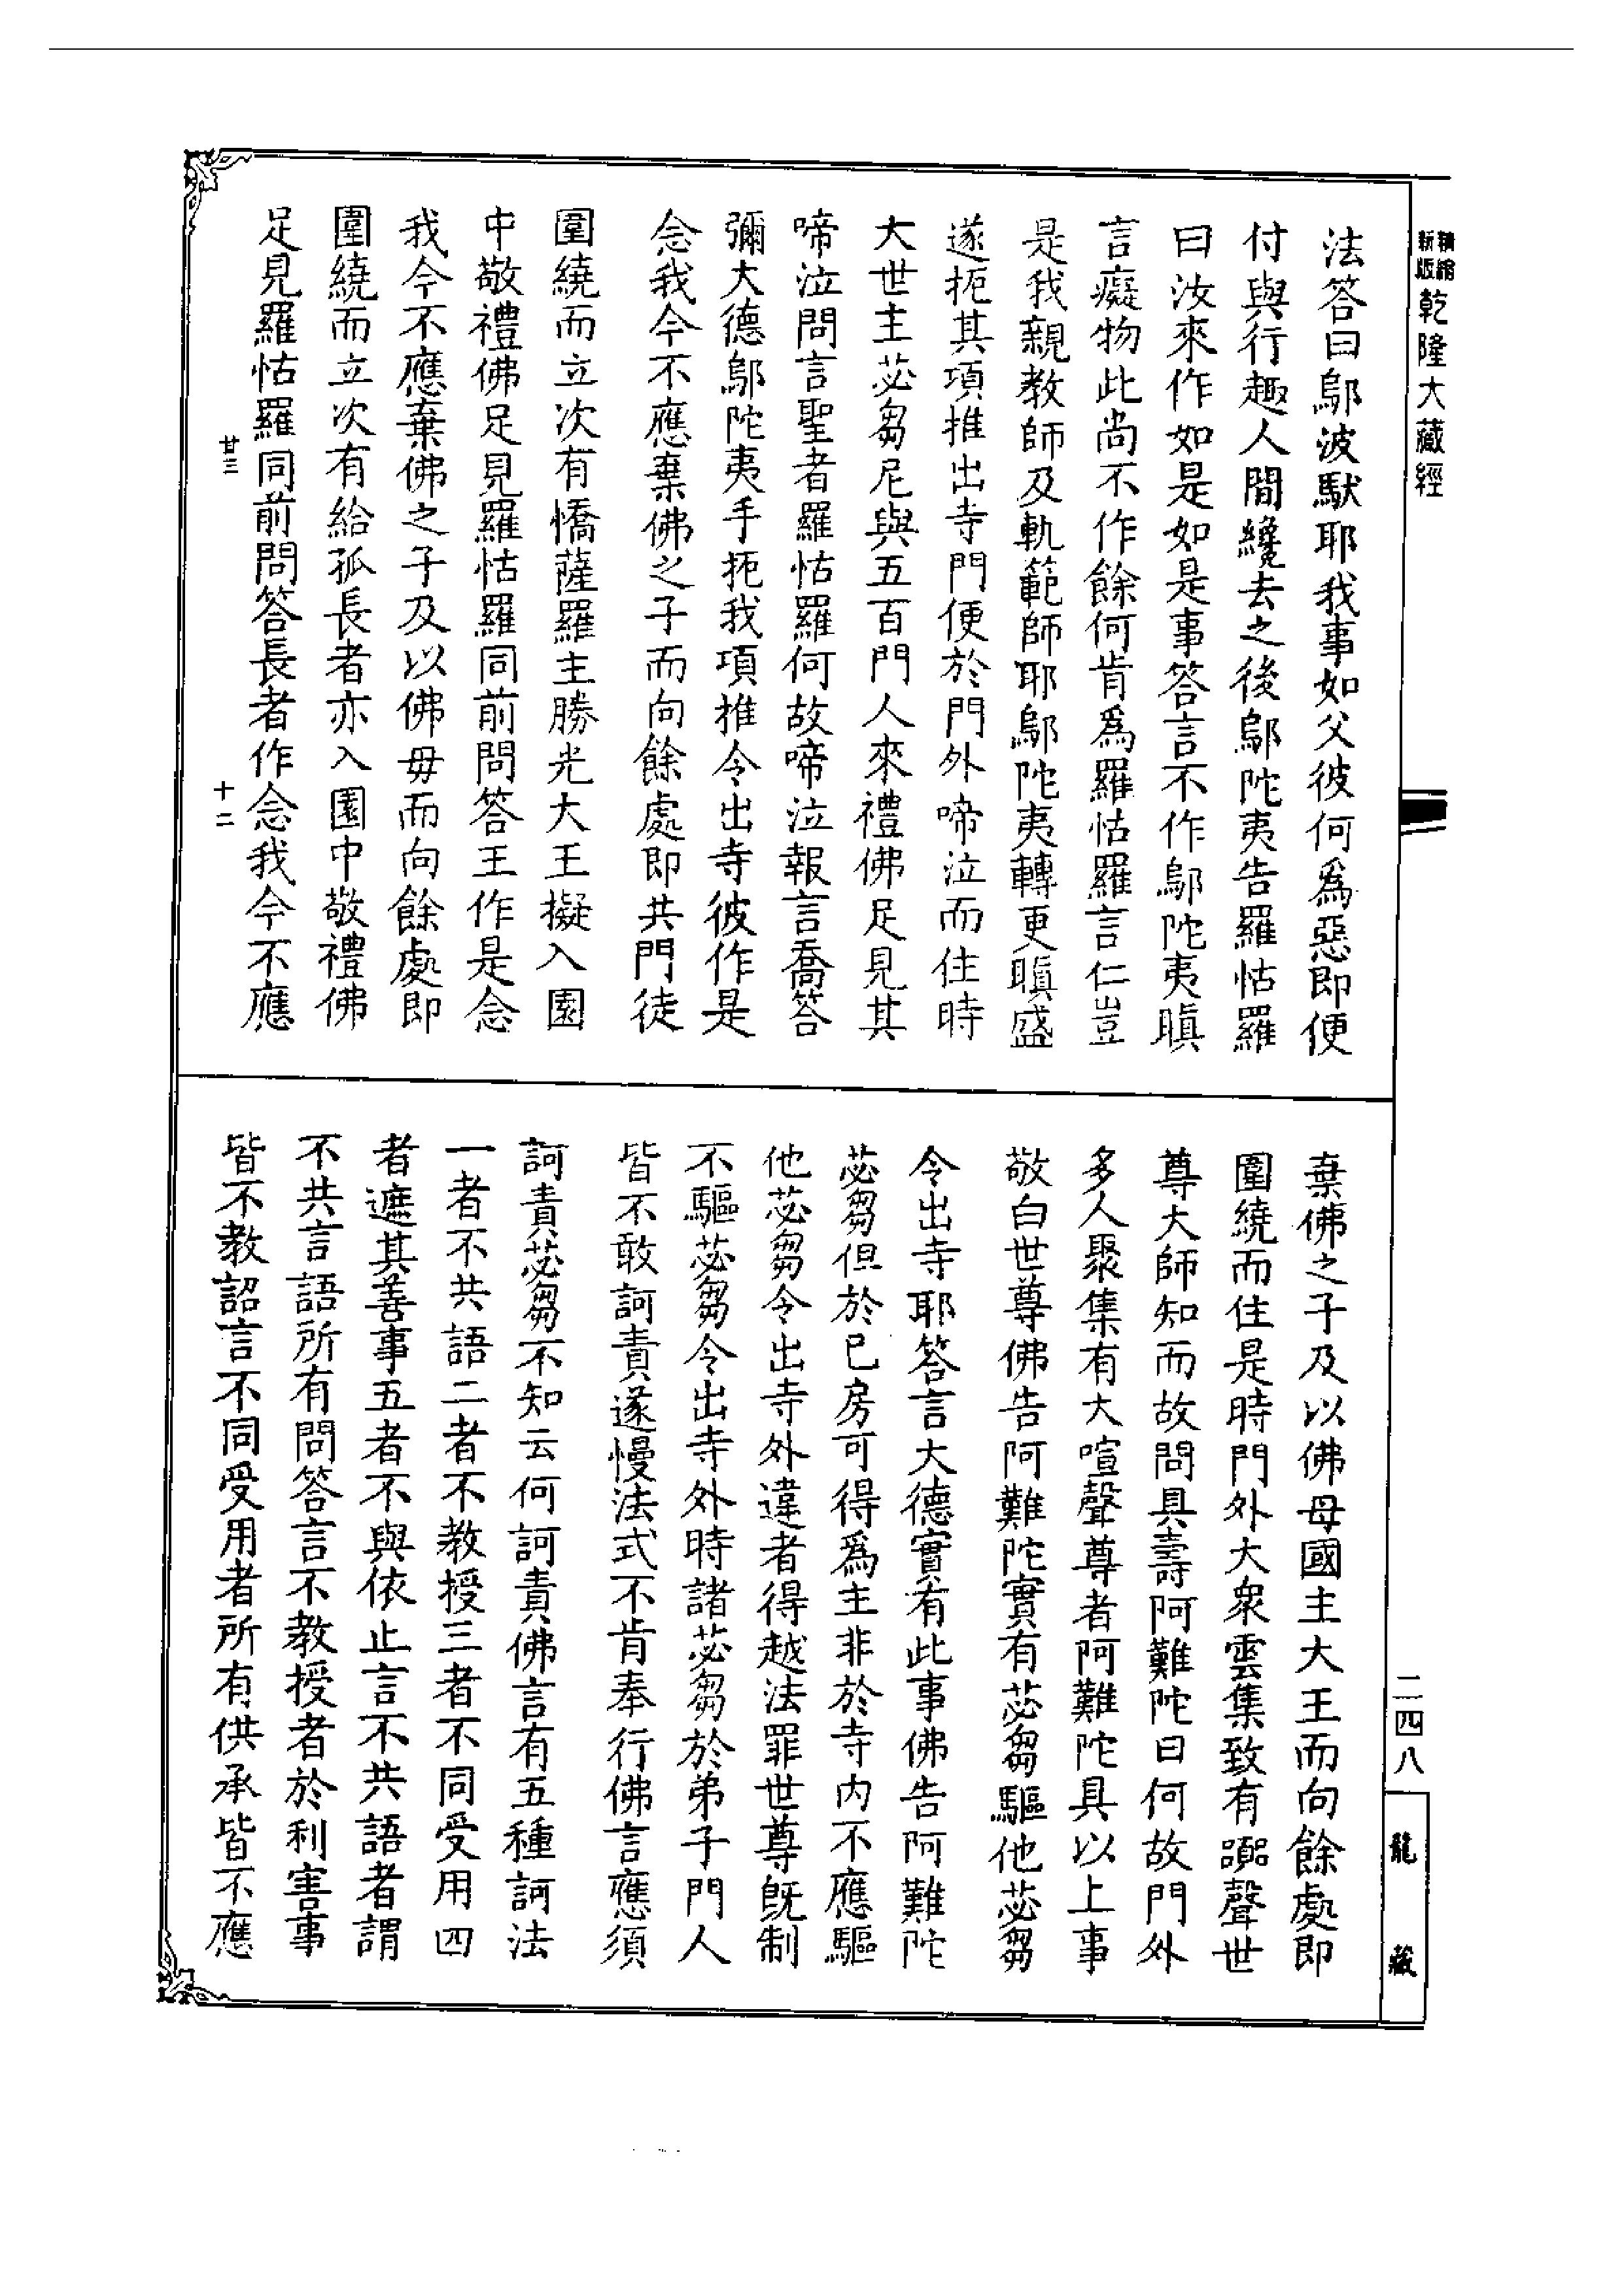 精縮新版乾隆大藏經
法答曰鄔波馱耶我事如父彼何爲惡即便
付與行趣人間纔去之後鄔陀夷告羅怙羅
曰汝來作如是如是事答言不作鄔陀夷瞋
言癡物此尚不作餘何肯爲羅怙羅言仁豈
是我親教師及軌範師耶鄔陀夷轉更瞋盛
遂扼其項推出寺門便於門外啼泣而住時
大世主苾芻尼與五百門人來禮佛足見其
啼泣問言聖者羅怙羅何故啼泣報言喬答
彌大德鄔陀夷手扼我項推令出寺彼作是
念我今不應棄佛之子而向餘處即共門徒
圍繞而立次有憍薩羅主勝光大王擬入園
中敬禮佛足見羅怙羅同前問答王作是念
我今不應棄佛之子及以佛母而向餘處即
圍繞而立次有給孤長者亦入園中敬禮佛
足見羅怙羅同前問答長者作念我今不應
廿三
十二
棄佛之子及以佛母國主大王而向餘處即
圍繞而住是時門外大衆雲集致有嚻聲世
尊大師知而故問具壽阿難陀曰何故門外
多人聚集有大喧聲尊者阿難陀具以上事
敬白世尊佛告阿難陀實有苾芻驅他苾芻
令出寺耶答言大德實有此事佛告阿難陀
苾芻但於己房可得爲主非於寺内不應驅
他苾芻令出寺外違者得越法罪世尊既制
不驅苾芻令出寺外時諸苾芻於弟子門人
皆不敢訶責遂慢法式不肯奉行佛言應須
訶責苾芻不知云何訶責佛言有五種訶法
一者不共語二者不教授三者不同受用四
者遮其善事五者不與依止言不共語者謂
不共言語所有問答言不教授者於利害事
皆不教詔言不同受用者所有供承皆不應
二四八
龍藏